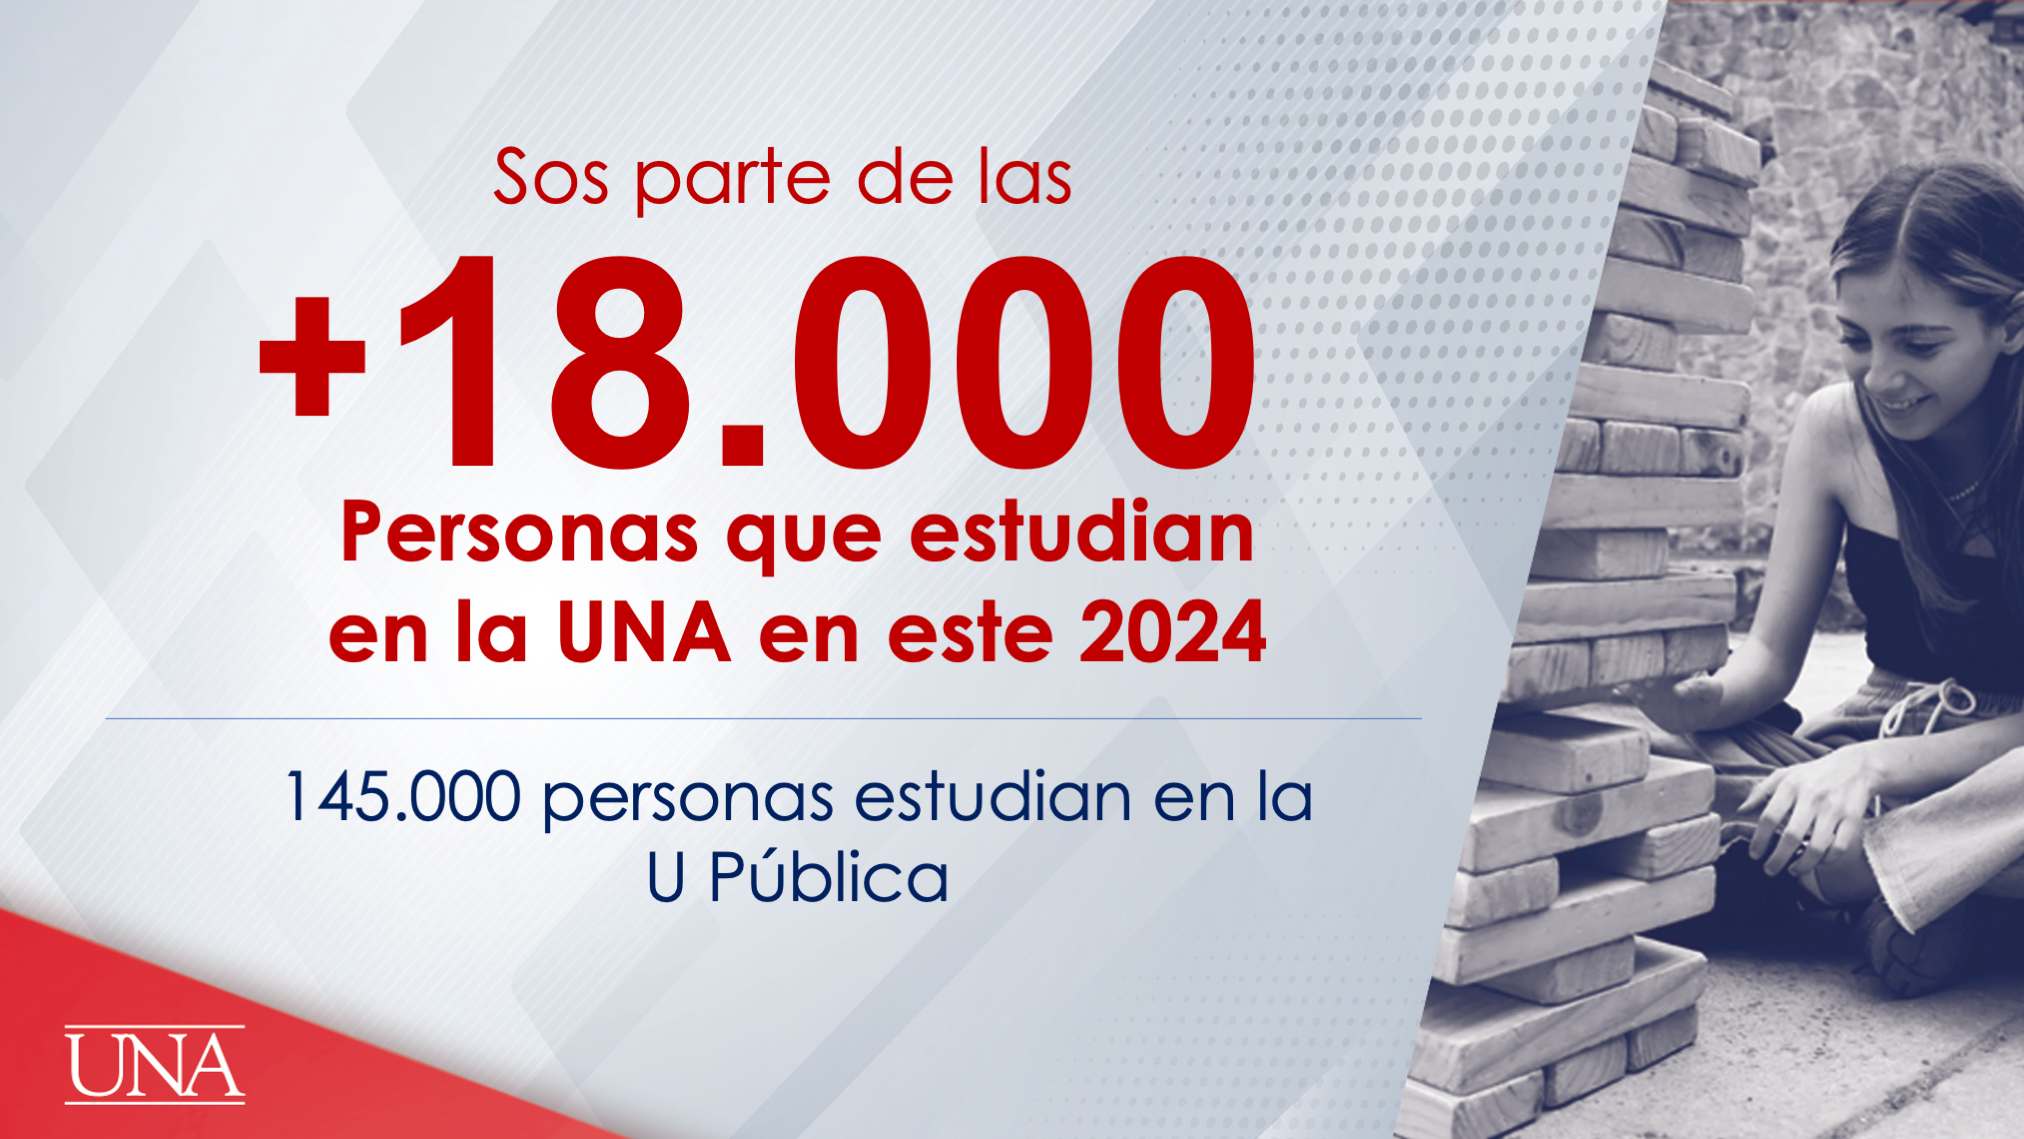 Sos parte de las
+18.000
Personas que estudian
en la UNA en este 2024
145.000 personas estudian en la
U Pública
UNA